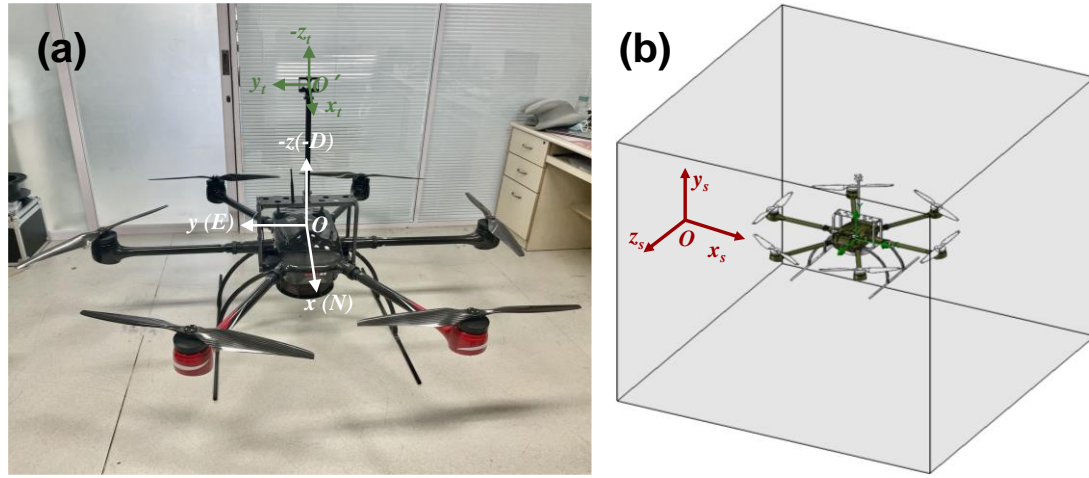 (a)
-z_t
y_t
O′
x_t
-z(-D)
y (E)
O
x (N)
(b)
y_s
z_s
O
x_s